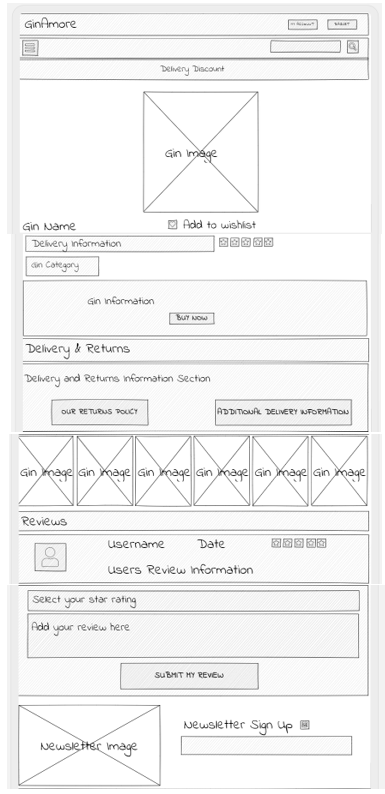 GinAmore
MY ACCOUNT BASKET
Delivery Discount
Gin Image
Gin Name
Add to wishlist
Delivery Information
Gin Category
Gin Information
BUY NOW
Delivery & Returns
Delivery and Returns Information Section
OUR RETURNS POLICY
ADDITIONAL DELIVERY INFORMATION
Gin Image Gin Image Gin Image Gin Image Gin Image Gin Image
Reviews
Username Date
Users Review Information
Select your star rating
Add your review here
SUBMIT MY REVIEW
Newsletter Sign Up
Newsletter Image